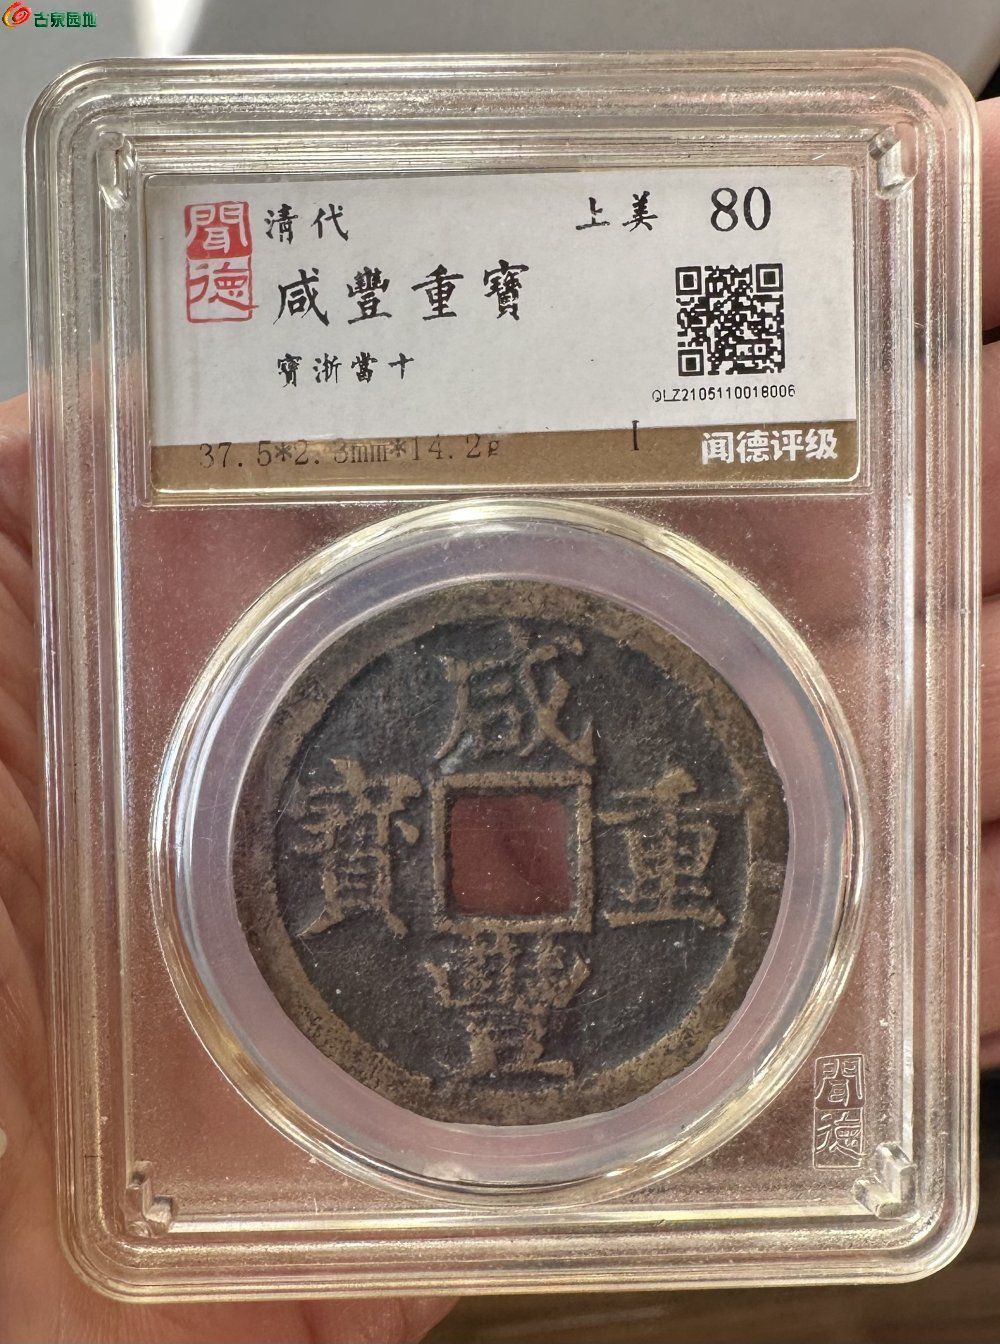 古泉园地
聞德
清代
上美 80
咸豐重寶
寶浙當十
QLZ2105110018006
37.5*2.3mm*14.2g
闻德评级
咸
寶 重
豐
聞德